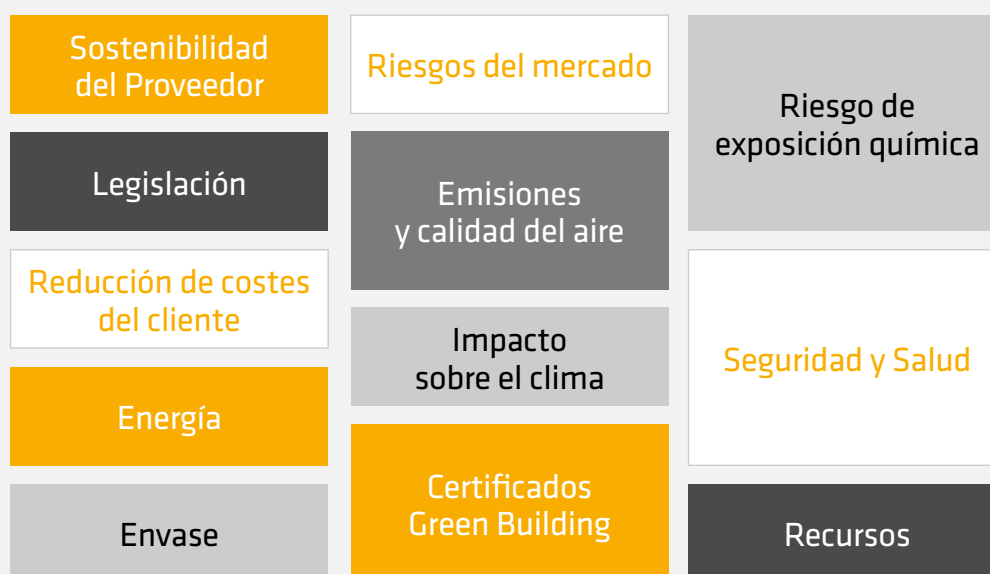 Sostenibilidad
del Proveedor
Legislación
Reducción de costes
del cliente
Energía
Envase
Riesgos del mercado
Emisiones
y calidad del aire
Impacto
sobre el clima
Certificados
Green Building
Riesgo de
exposición química
Seguridad y Salud
Recursos